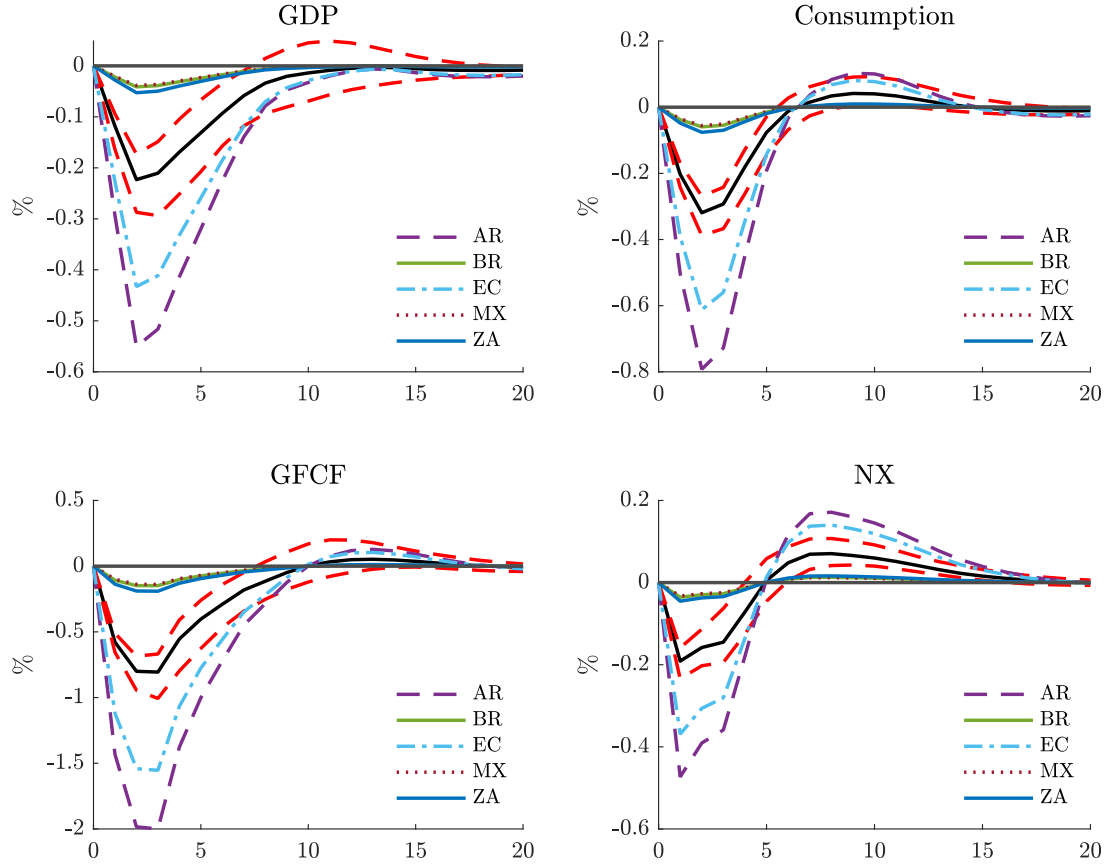 GDP
0
-0.1
-0.2
-0.3
-0.4
-0.5
-0.6
%
AR
BR
EC
MX
ZA
0 5 10 15 20
Consumption
0.2
0
-0.2
-0.4
-0.6
-0.8
%
AR
BR
EC
MX
ZA
0 5 10 15 20
GFCF
0.5
0
-0.5
-1
-1.5
-2
%
AR
BR
EC
MX
ZA
0 5 10 15 20
NX
0.2
0
-0.2
-0.4
-0.6
%
AR
BR
EC
MX
ZA
0 5 10 15 20